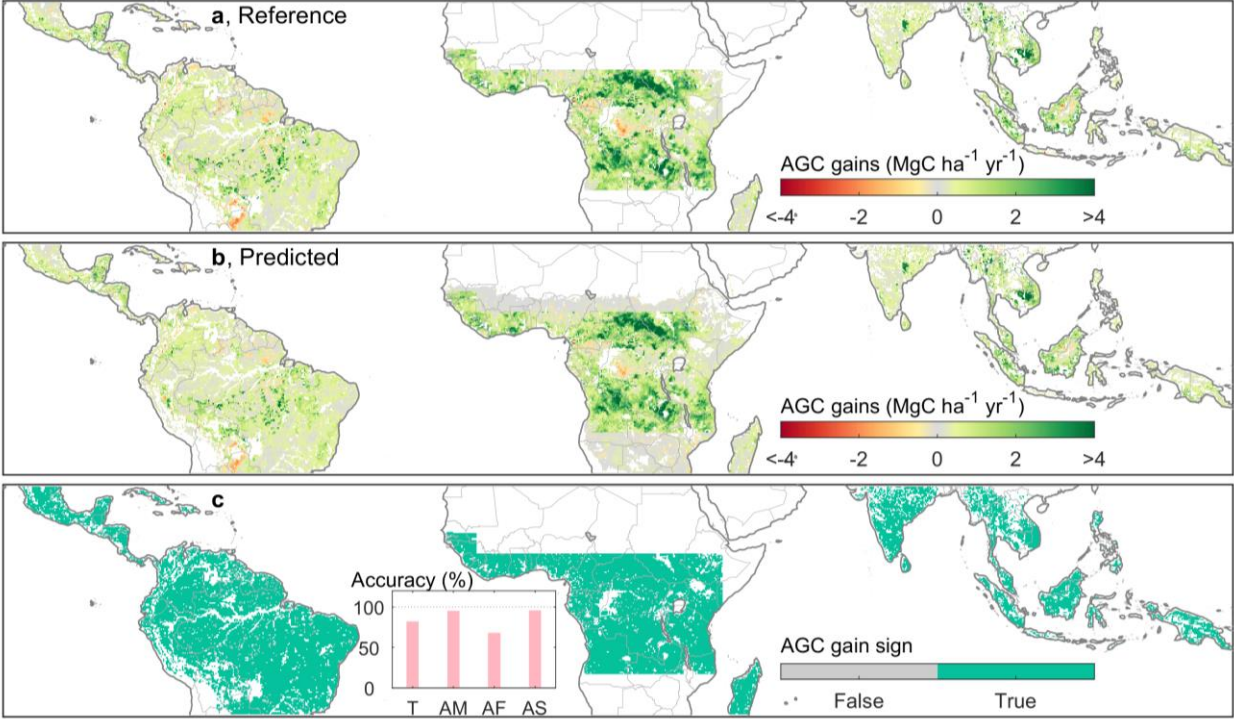 a, Reference
AGC gains (MgC ha⁻¹ yr⁻¹)
<-4 -2 0 2 >4
b, Predicted
AGC gains (MgC ha⁻¹ yr⁻¹)
<-4 -2 0 2 >4
c
Accuracy (%)
100
50
0
T AM AF AS
AGC gain sign
False True